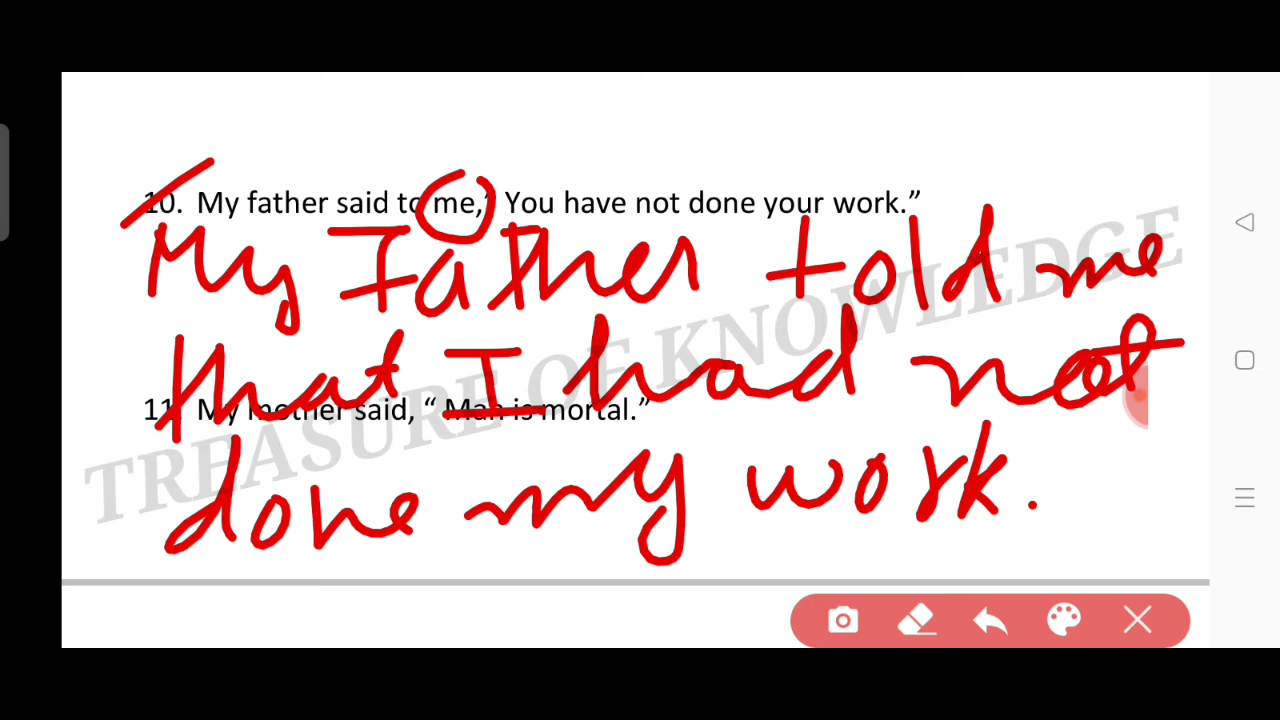 10. My father said to me,” You have not done your work.”
My Father told me
that I had not
11. My mother said, “ Man is mortal.”
done my work.
TREASURE OF KNOWLEDGE